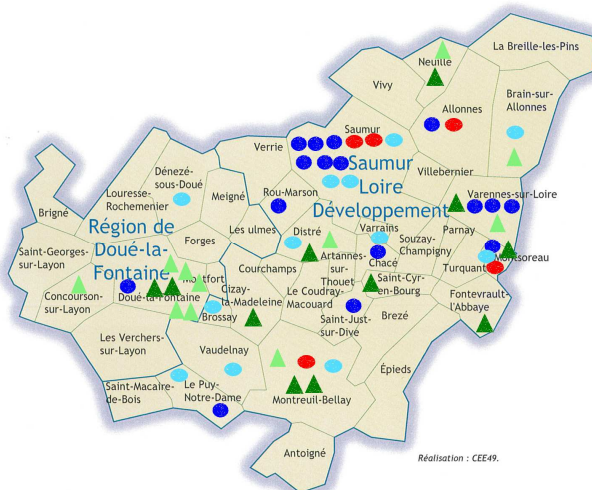 La Breille-les-Pins
Neuillé
Vivy
Brain-sur-
Allonnes
Allonnes
Saumur
Verrie
Saumur
Loire
Développement
Villebernier
Dénezé-
sous-Doué
Louresse-
Rochemenier
Meigné
Rou-Marson
Varennes-sur-Loire
Brigné
Les ulmes
Distré
Varrains
Parnay
Région de
Doué-la-
Fontaine
Forges
Souzay-
Champigny
Saint-Georges-
sur-Layon
Chacé
Montsoreau
Artannes-
sur-
Thouet
Turquant
Courchamps
Montfort
Saint-Cyr-
en-Bourg
Concourson-
sur-Layon
Doué-la-Fontaine
Cizay-
la-Madeleine
Le Coudray-
Macouard
Fontevrault-
l'Abbaye
Brossay
Saint-Just-
sur-Dive
Brezé
Les Verchers-
sur-Layon
Vaudelnay
Épieds
Saint-Macaire-
de-Bois
Le Puy-
Notre-Dame
Montreuil-Bellay
Antoigné
Réalisation : CEE49.